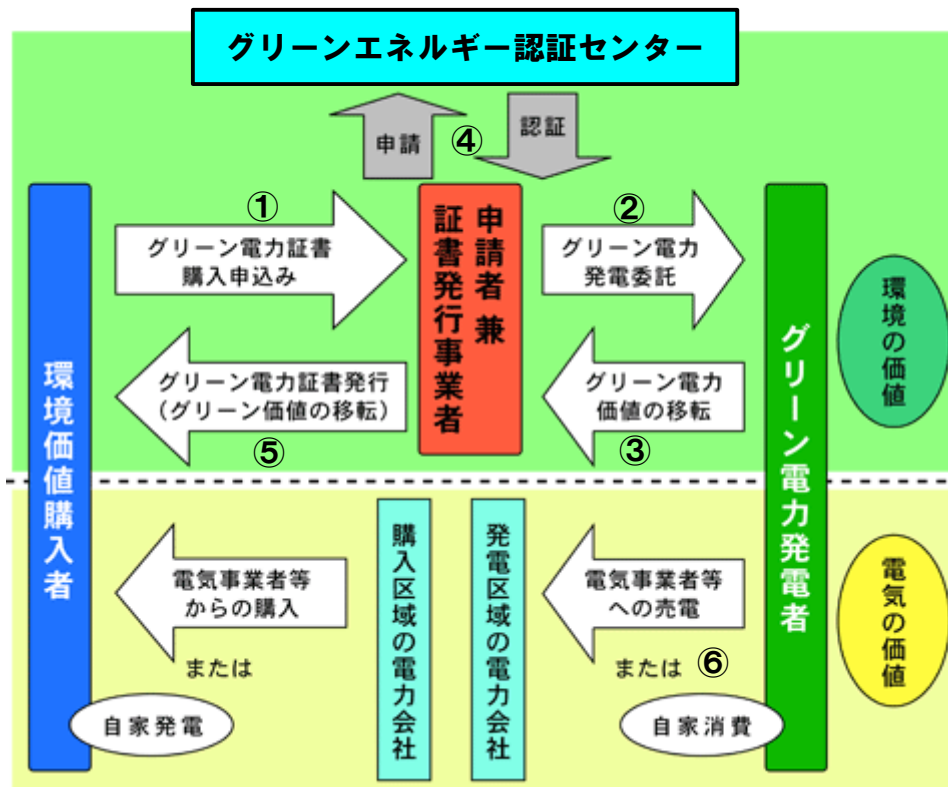 グリーンエネルギー認証センター
申請
④
認証
①
グリーン電力証書
購入申込み
申請者 兼
証書発行事業者
②
グリーン電力
発電委託
環境の価値
グリーン電力証書発行
（グリーン価値の移転）
⑤
グリーン電力
価値の移転
③
環境価値購入者
グリーン電力発電者
電気事業者等
からの購入
または
自家発電
購入区域の電力会社
発電区域の電力会社
電気事業者等
への売電
または
⑥
自家消費
電気の価値